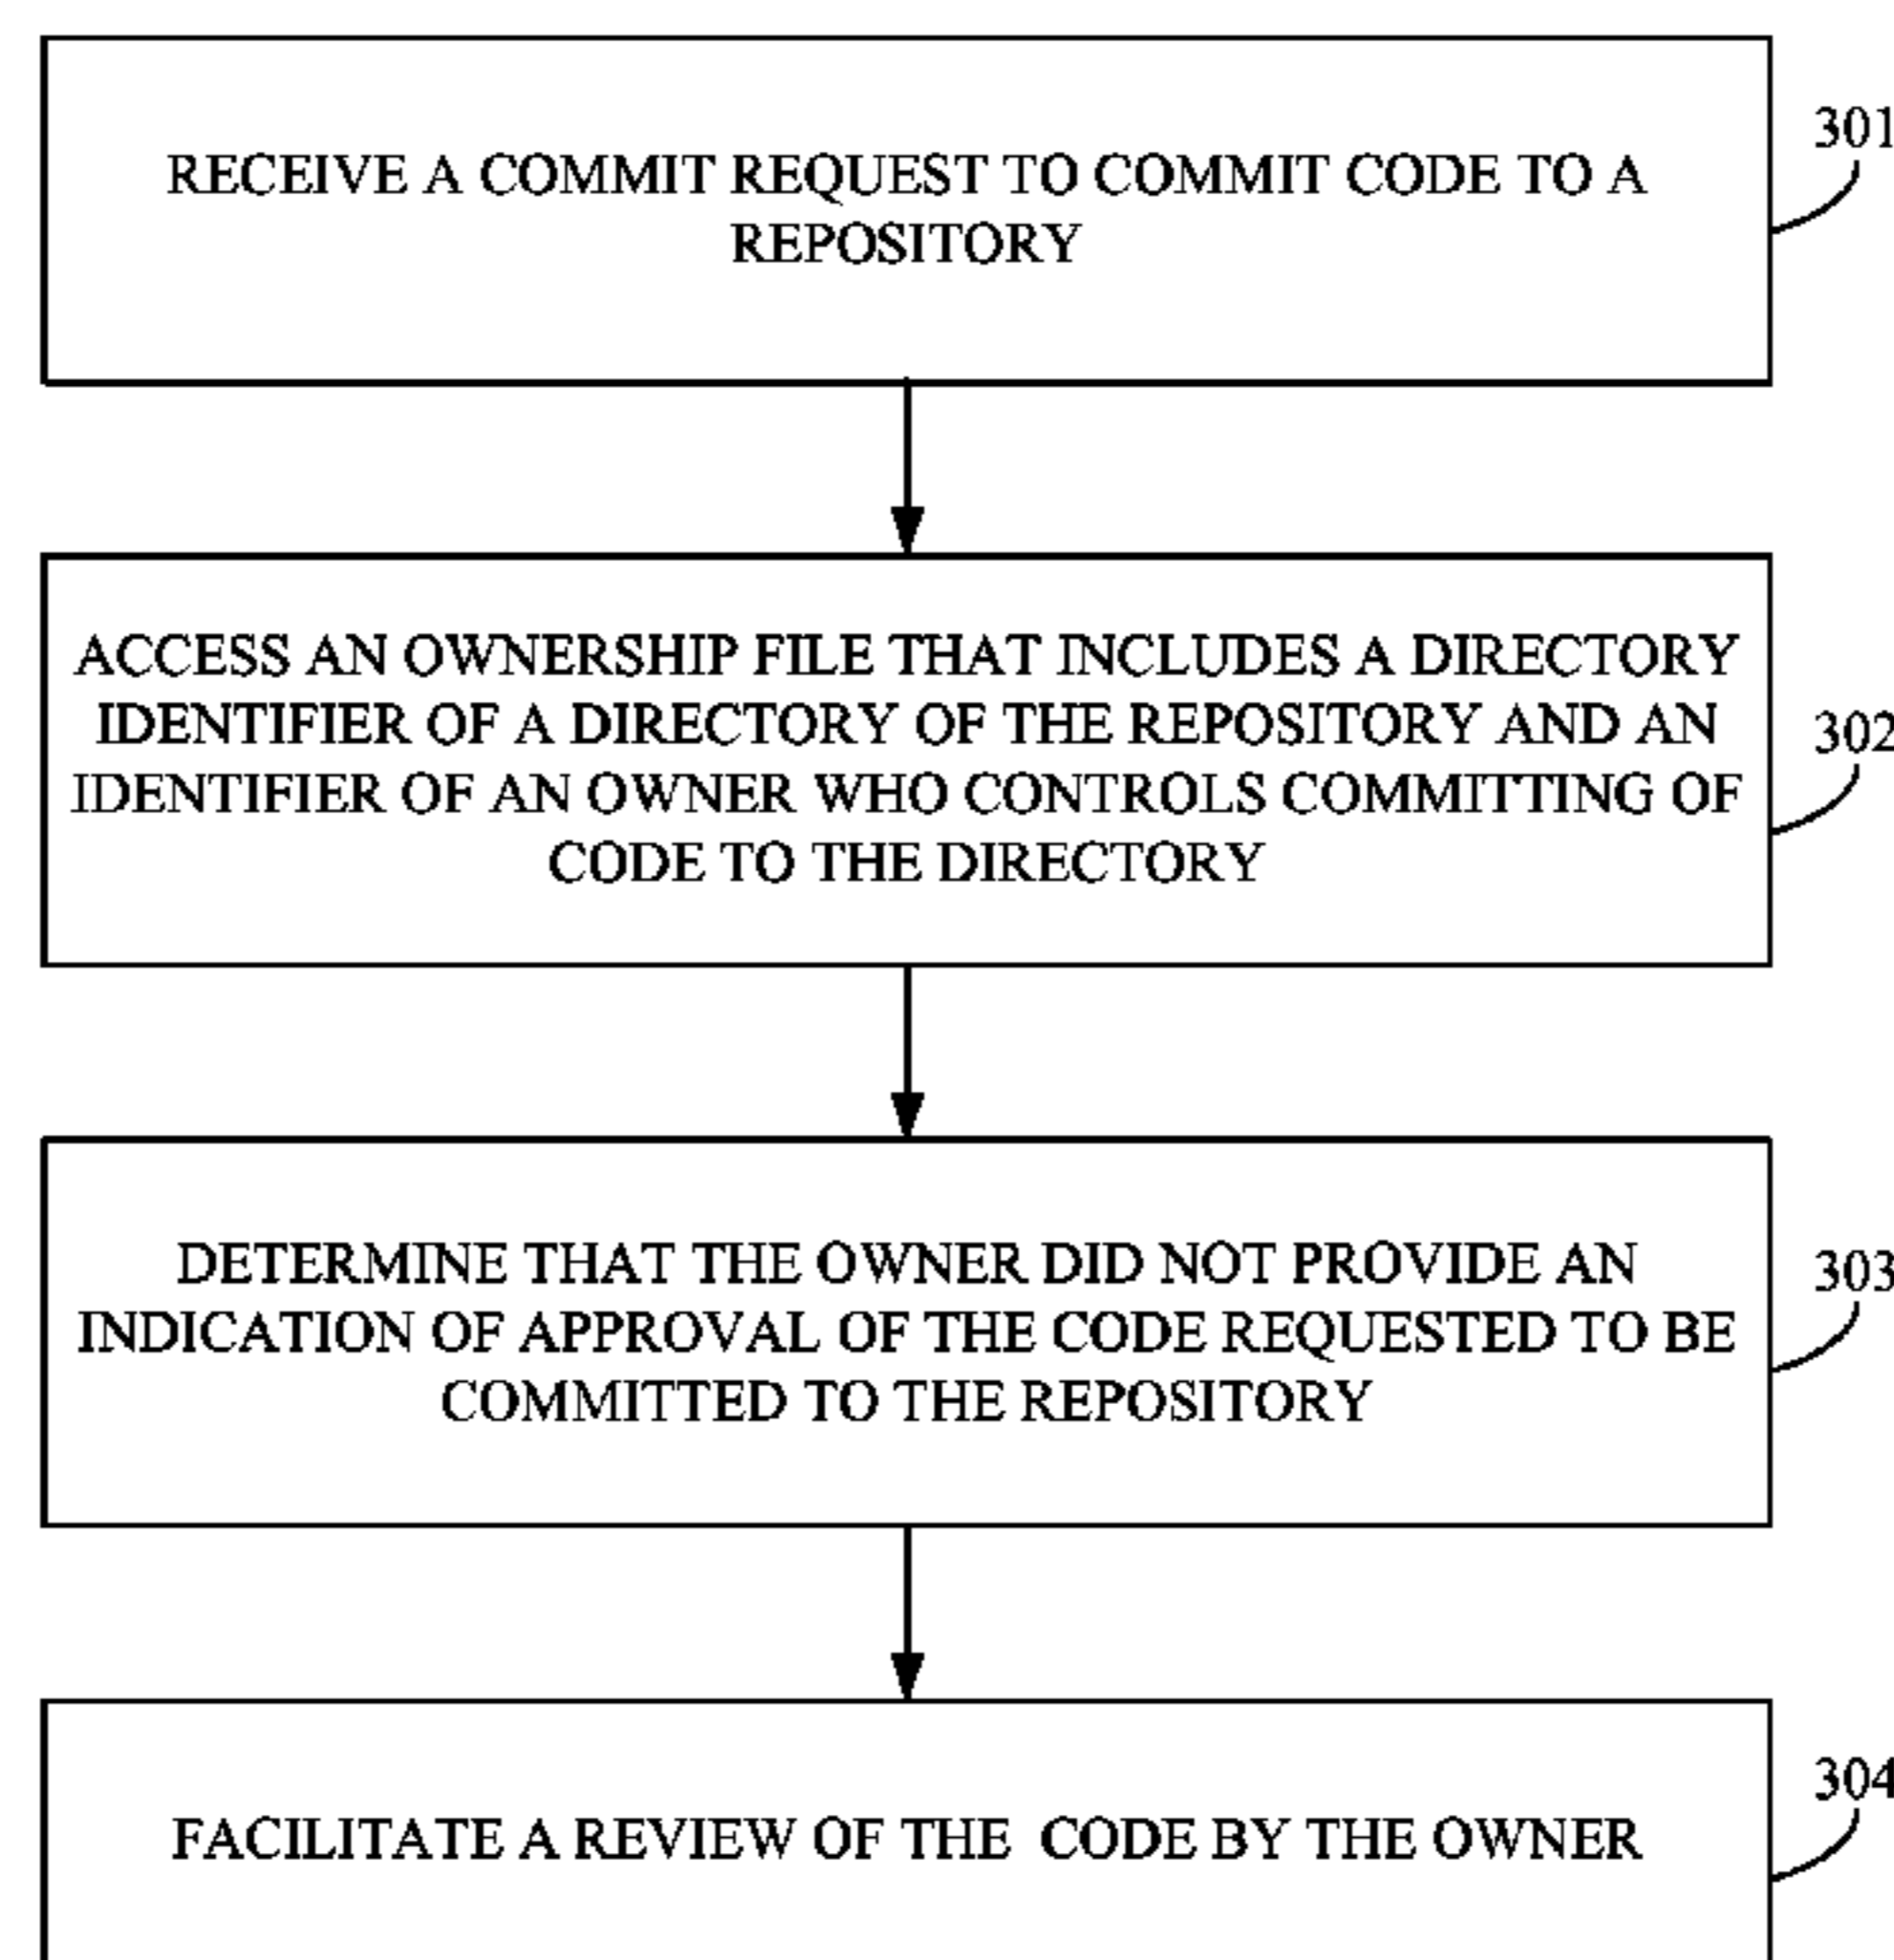 RECEIVE A COMMIT REQUEST TO COMMIT CODE TO A
REPOSITORY
301
ACCESS AN OWNERSHIP FILE THAT INCLUDES A DIRECTORY
IDENTIFIER OF A DIRECTORY OF THE REPOSITORY AND AN
IDENTIFIER OF AN OWNER WHO CONTROLS COMMITTING OF
CODE TO THE DIRECTORY
302
DETERMINE THAT THE OWNER DID NOT PROVIDE AN
INDICATION OF APPROVAL OF THE CODE REQUESTED TO BE
COMMITTED TO THE REPOSITORY
303
FACILITATE A REVIEW OF THE CODE BY THE OWNER
304